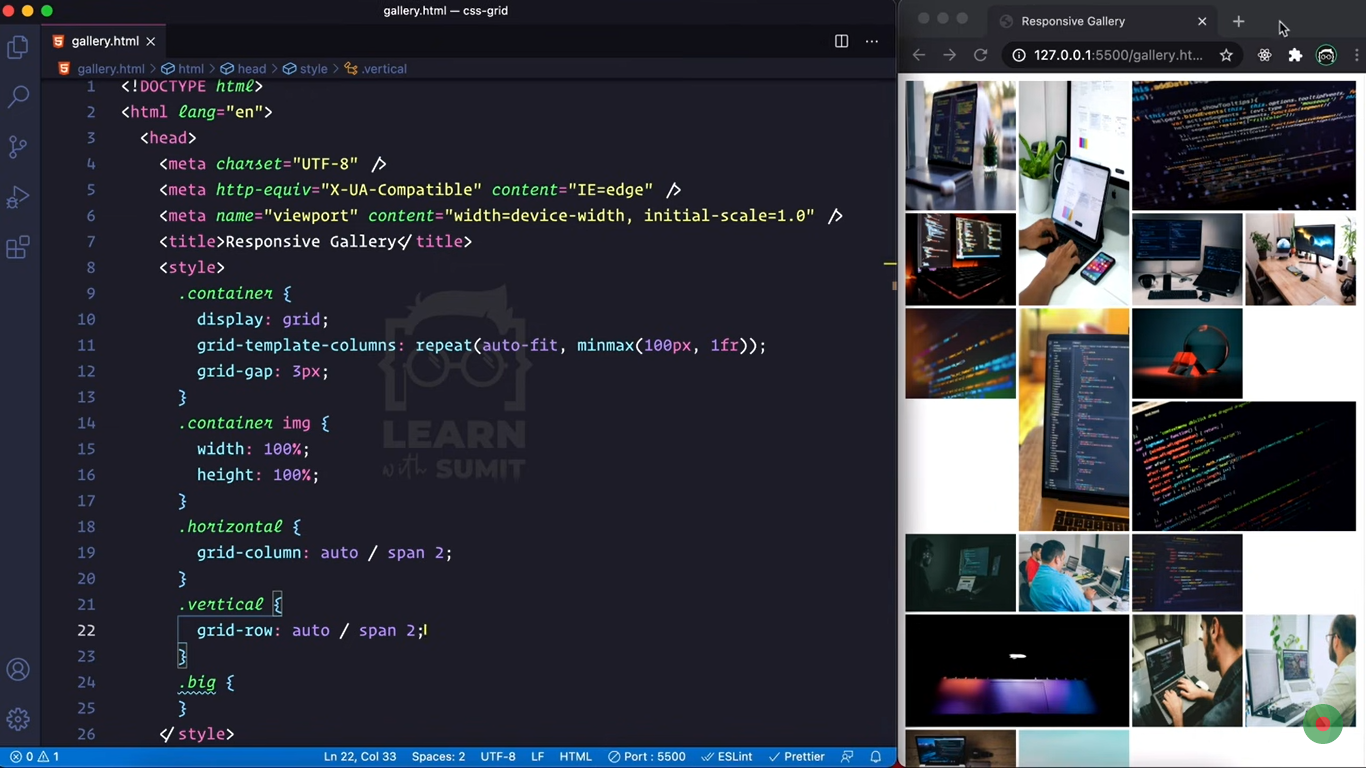 gallery.html — css-grid
gallery.html
gallery.html > html > head > style > .vertical
1 <!DOCTYPE html>
2 <html lang="en">
3 <head>
4 <meta charset="UTF-8" />
5 <meta http-equiv="X-UA-Compatible" content="IE=edge" />
6 <meta name="viewport" content="width=device-width, initial-scale=1.0" />
7 <title>Responsive Gallery</title>
8 <style>
9 .container {
10 display: grid;
11 grid-template-columns: repeat(auto-fit, minmax(100px, 1fr));
12 grid-gap: 3px;
13 }
14 .container img {
15 width: 100%;
16 height: 100%;
17 }
18 .horizontal {
19 grid-column: auto / span 2;
20 }
21 .vertical {
22 grid-row: auto / span 2;
23 }
24 .big {
25 }
26 </style>
LEARN
with SUMIT
0 1 Ln 22, Col 33 Spaces: 2 UTF-8 LF HTML Port : 5500 ESLint Prettier
Responsive Gallery
127.0.0.1:5500/gallery.ht...